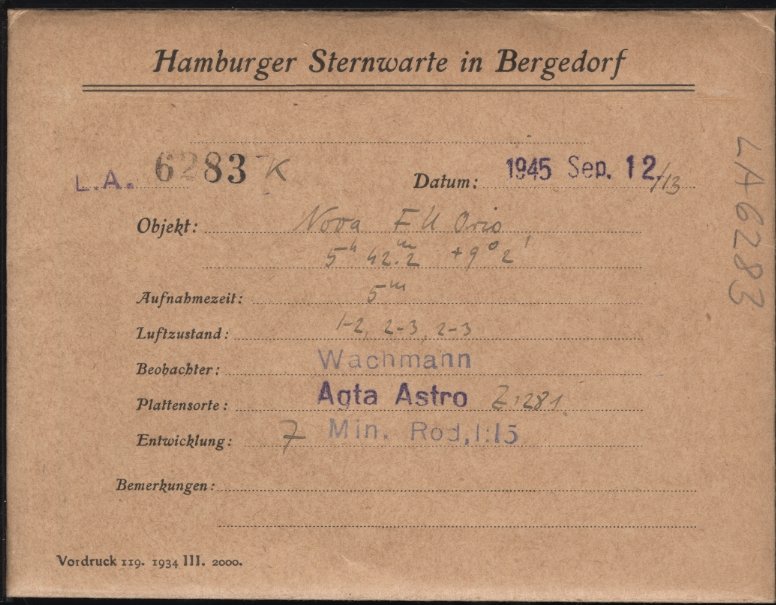 Hamburger Sternwarte in Bergedorf
L.A. 6283 K Datum: 1945 Sep. 12/13
Objekt: Nova FU Orio
5h 42.m2 +9° 2'
Aufnahmezeit: 5m
Luftzustand: 1-2, 2-3, 2-3
Beobachter: Wachmann
Plattensorte: Agfa Astro Z1281
Entwicklung: 7 Min. Rod, 1:15
Bemerkungen:
Vordruck 119. 1934 III. 2000.
LA 6283